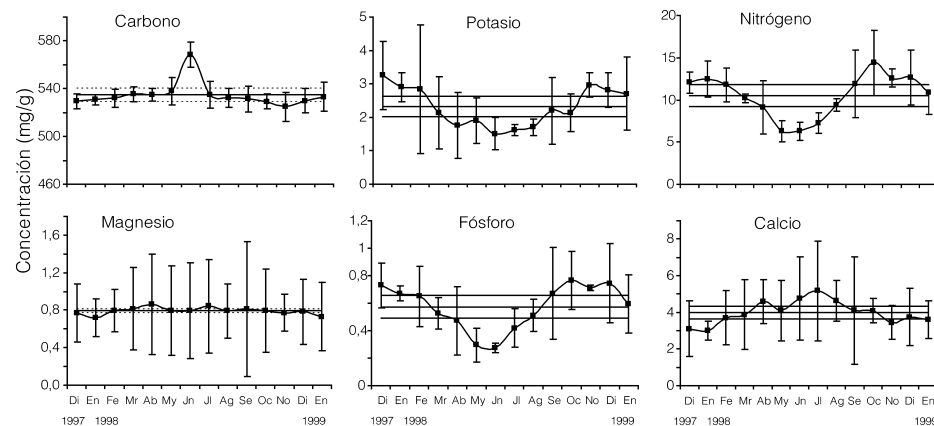 Concentración (mg/g)
Carbono
580
540
500
460
Potasio
5
4
3
2
1
0
Nitrógeno
20
15
10
5
0
Magnesio
1,6
1,2
0,8
0,4
0,0
Di En Fe Mr Ab My Jn Jl Ag Se Oc No Di En
1997 1998 1999
Fósforo
1,2
0,8
0,4
0
Di En Fe Mr Ab My Jn Jl Ag Se Oc No Di En
1997 1998 1999
Calcio
8
6
4
2
0
Di En Fe Mr Ab My Jn Jl Ag Se Oc No Di En
1997 1998 1999